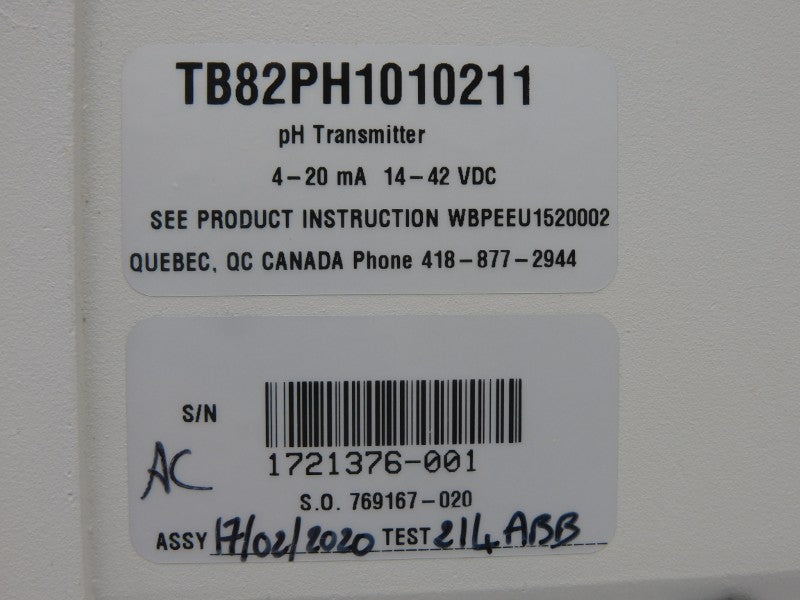 TB82PH1010211
pH Transmitter
4-20 mA 14-42 VDC
SEE PRODUCT INSTRUCTION WBPEEU1520002
QUEBEC, QC CANADA Phone 418-877-2944
S/N
AC
1721376-001
S.O. 769167-020
ASSY 17/02/2020 TEST 214 ABB